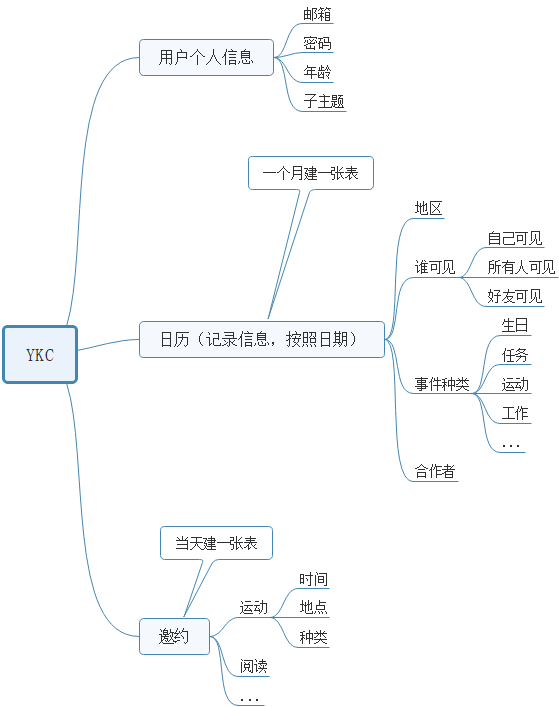 邮箱
用户个人信息
密码
年龄
子主题
一个月建一张表
地区
自己可见
谁可见
所有人可见
好友可见
YKC
日历（记录信息，按照日期）
生日
任务
事件种类
运动
工作
...
合作者
当天建一张表
时间
运动
地点
邀约
种类
阅读
...